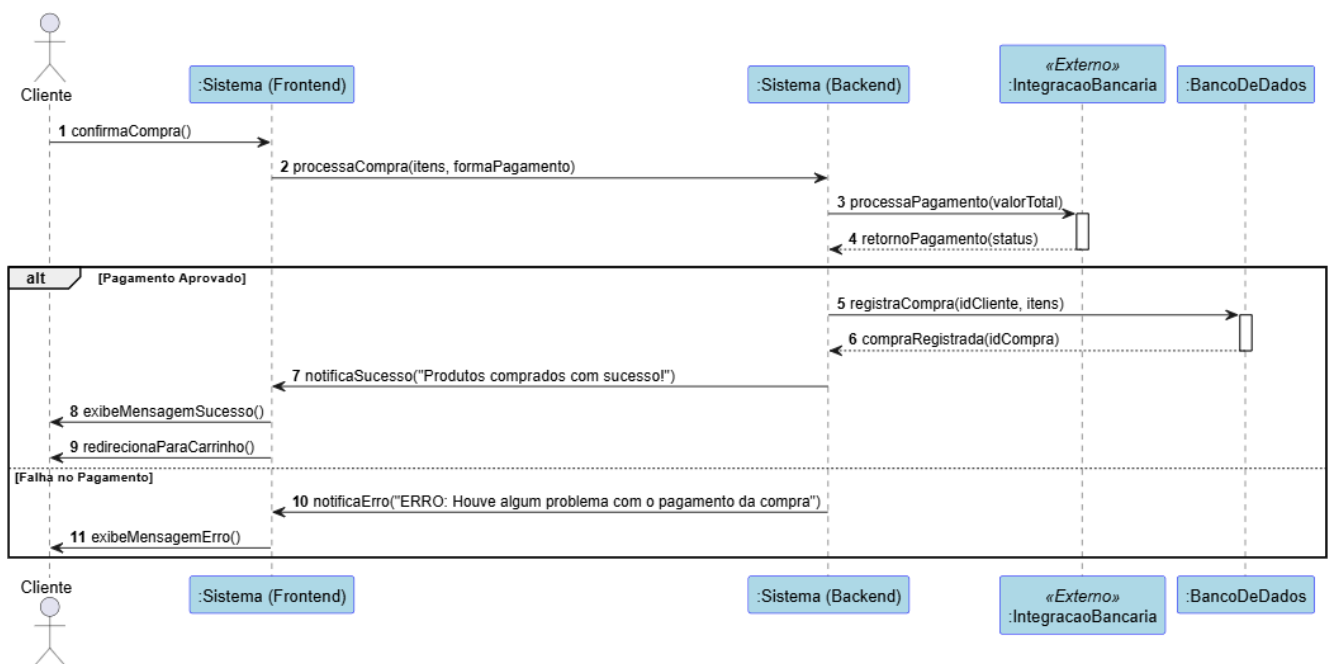 «Externo»
Cliente
:Sistema (Frontend)
:Sistema (Backend)
:IntegracaoBancaria
:BancoDeDados
1 confirmaCompra()
2 processaCompra(itens, formaPagamento)
3 processaPagamento(valorTotal)
4 retornoPagamento(status)
alt [Pagamento Aprovado]
5 registraCompra(idCliente, itens)
6 compraRegistrada(idCompra)
7 notificaSucesso("Produtos comprados com sucesso!")
8 exibeMensagemSucesso()
9 redirecionaParaCarrinho()
[Falha no Pagamento]
10 notificaErro("ERRO: Houve algum problema com o pagamento da compra")
11 exibeMensagemErro()
Cliente
:Sistema (Frontend)
:Sistema (Backend)
«Externo»
:IntegracaoBancaria
:BancoDeDados